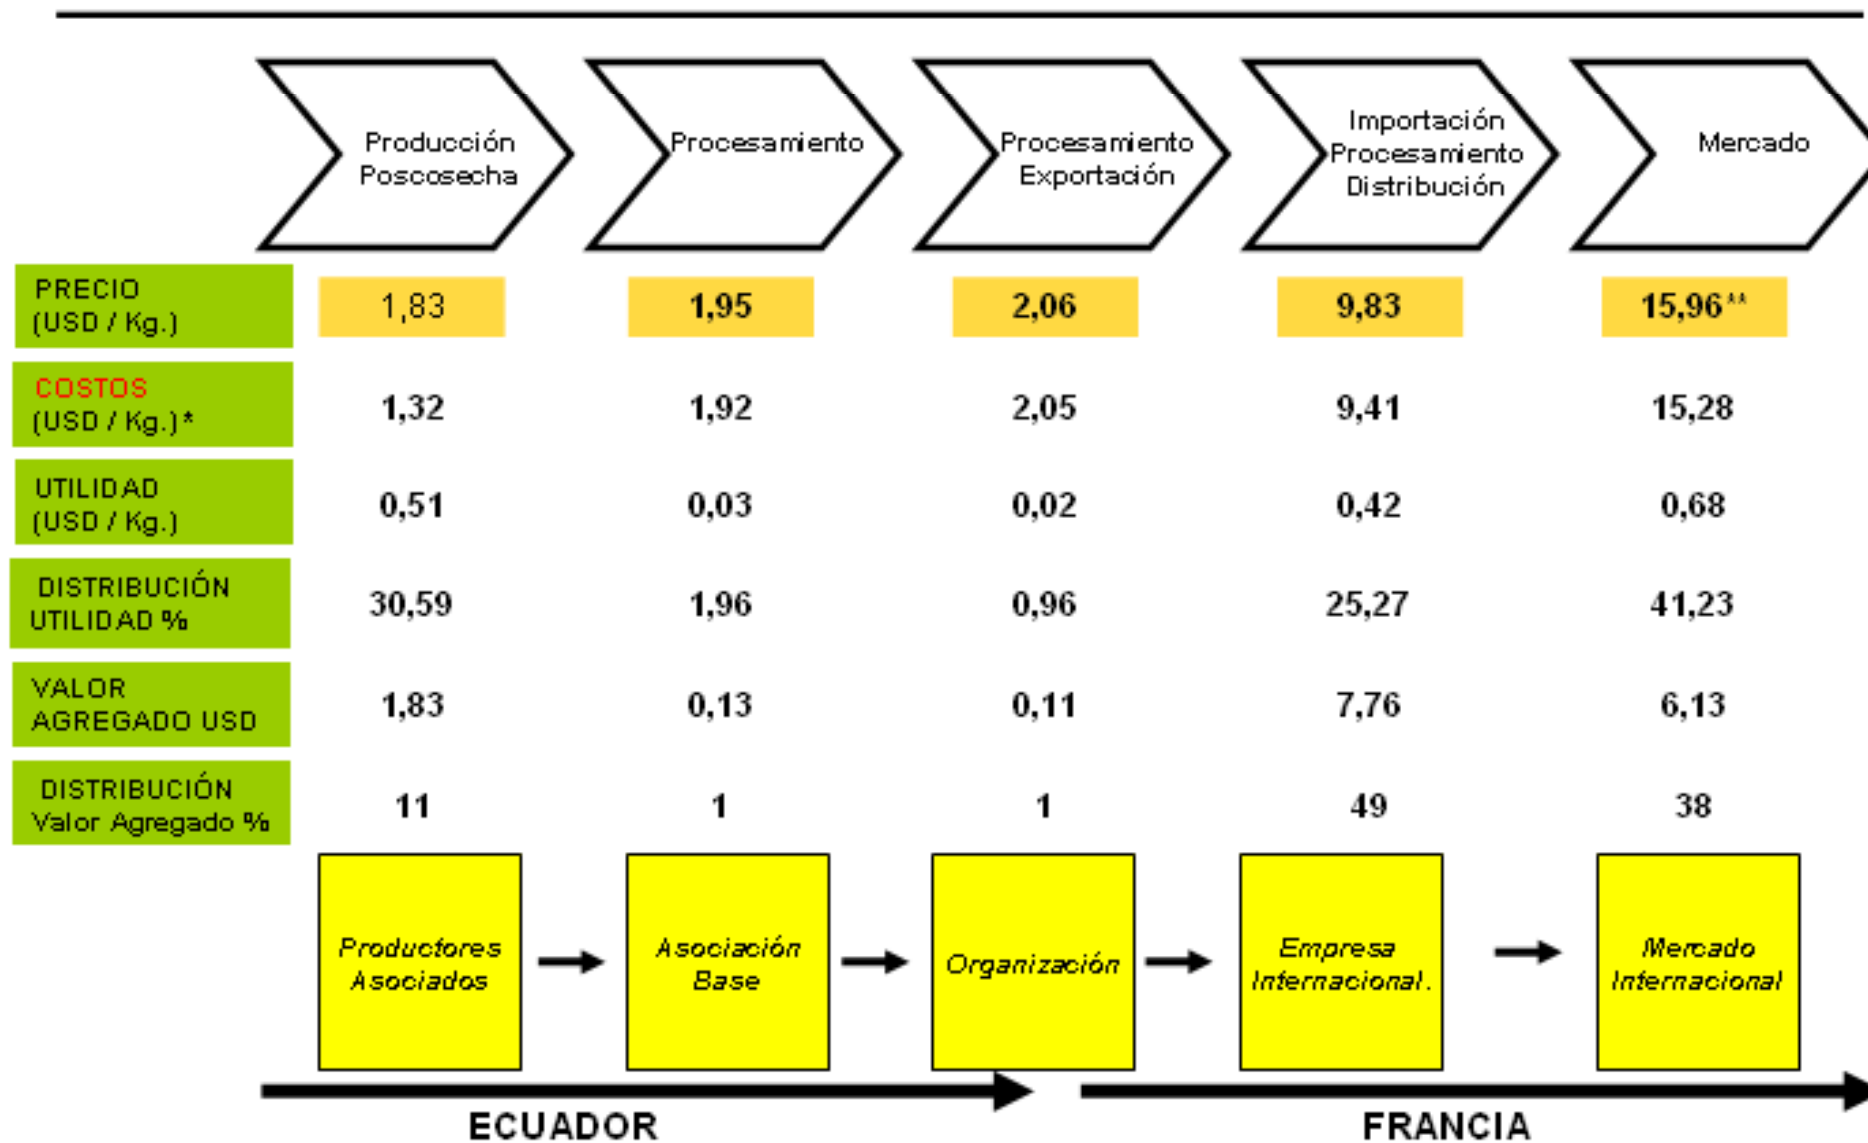 Producción
Poscosecha
Procesamiento
Procesamiento
Exportación
Importación
Procesamiento
Distribución
Mercado
PRECIO
(USD / Kg.)
1,83
1,95
2,06
9,83
15,96**
COSTOS
(USD / Kg.)*
1,32
1,92
2,05
9,41
15,28
UTILIDAD
(USD / Kg.)
0,51
0,03
0,02
0,42
0,68
DISTRIBUCIÓN
UTILIDAD %
30,59
1,96
0,96
25,27
41,23
VALOR
AGREGADO USD
1,83
0,13
0,11
7,76
6,13
DISTRIBUCIÓN
Valor Agregado %
11
1
1
49
38
Productores
Asociados
Asociación
Base
Organización
Empresa
Internacional.
Mercado
Internacional
ECUADOR
FRANCIA